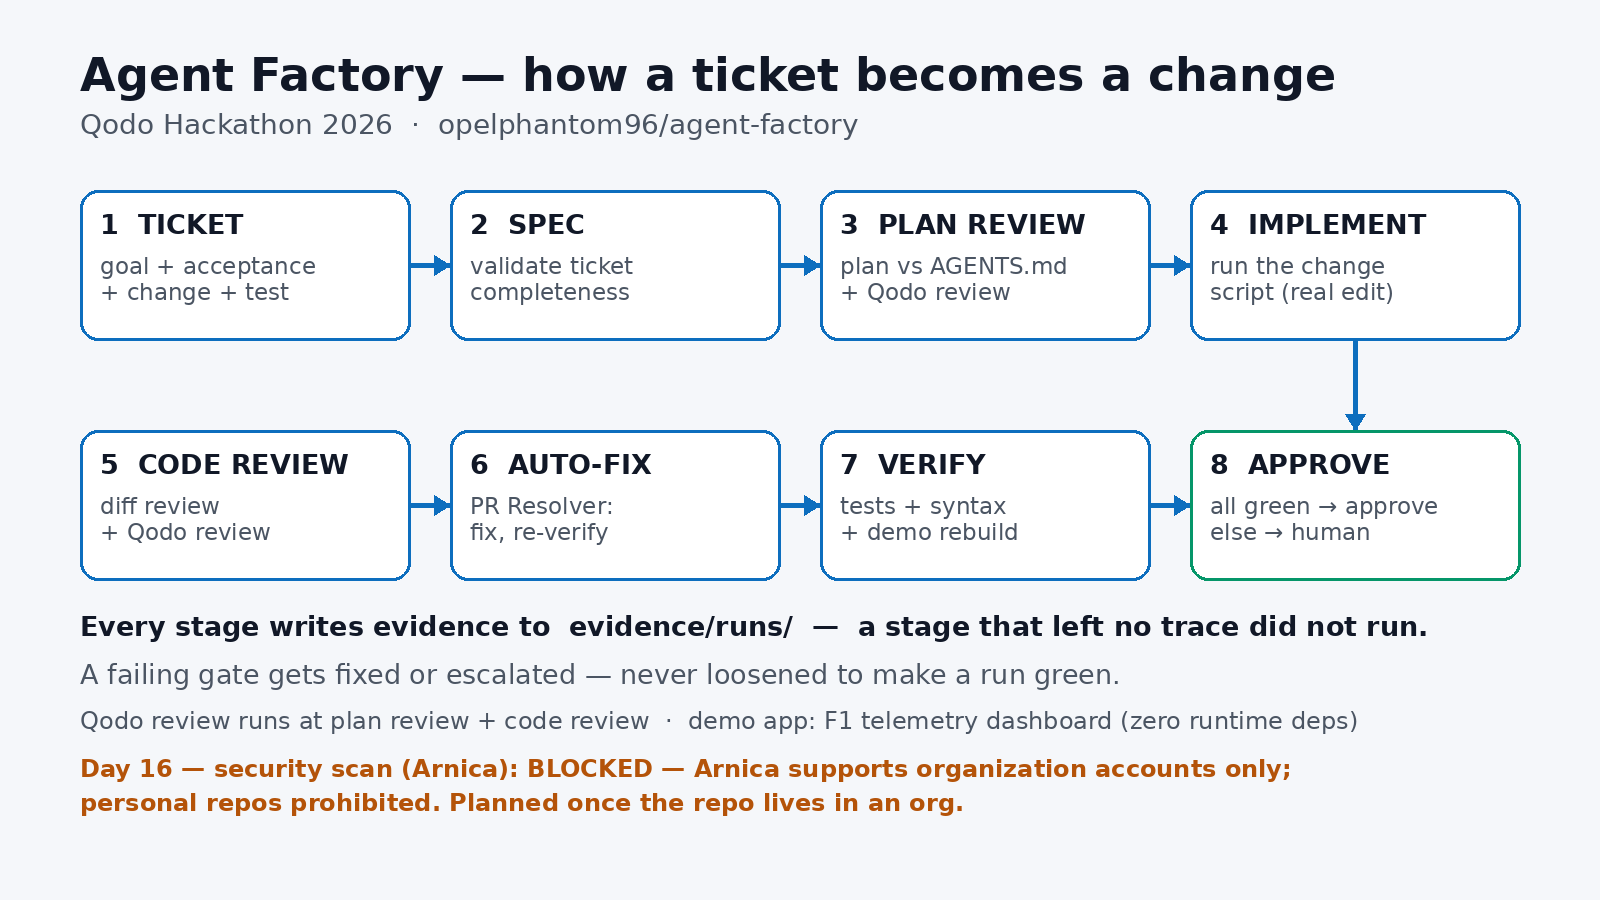 Agent Factory — how a ticket becomes a change
Qodo Hackathon 2026 · opelphantom96/agent-factory
1 TICKET
goal + acceptance
+ change + test
2 SPEC
validate ticket
completeness
3 PLAN REVIEW
plan vs AGENTS.md
+ Qodo review
4 IMPLEMENT
run the change
script (real edit)
5 CODE REVIEW
diff review
+ Qodo review
6 AUTO-FIX
PR Resolver:
fix, re-verify
7 VERIFY
tests + syntax
+ demo rebuild
8 APPROVE
all green → approve
else → human
Every stage writes evidence to evidence/runs/ — a stage that left no trace did not run.
A failing gate gets fixed or escalated — never loosened to make a run green.
Qodo review runs at plan review + code review · demo app: F1 telemetry dashboard (zero runtime deps)
Day 16 — security scan (Arnica): BLOCKED — Arnica supports organization accounts only;
personal repos prohibited. Planned once the repo lives in an org.